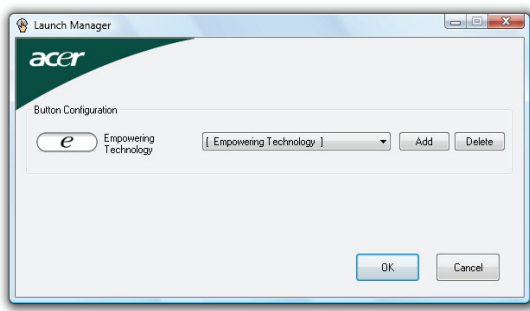 Launch Manager
acer
Button Configuration
e
Empowering
Technology
[ Empowering Technology ]
Add
Delete
OK
Cancel